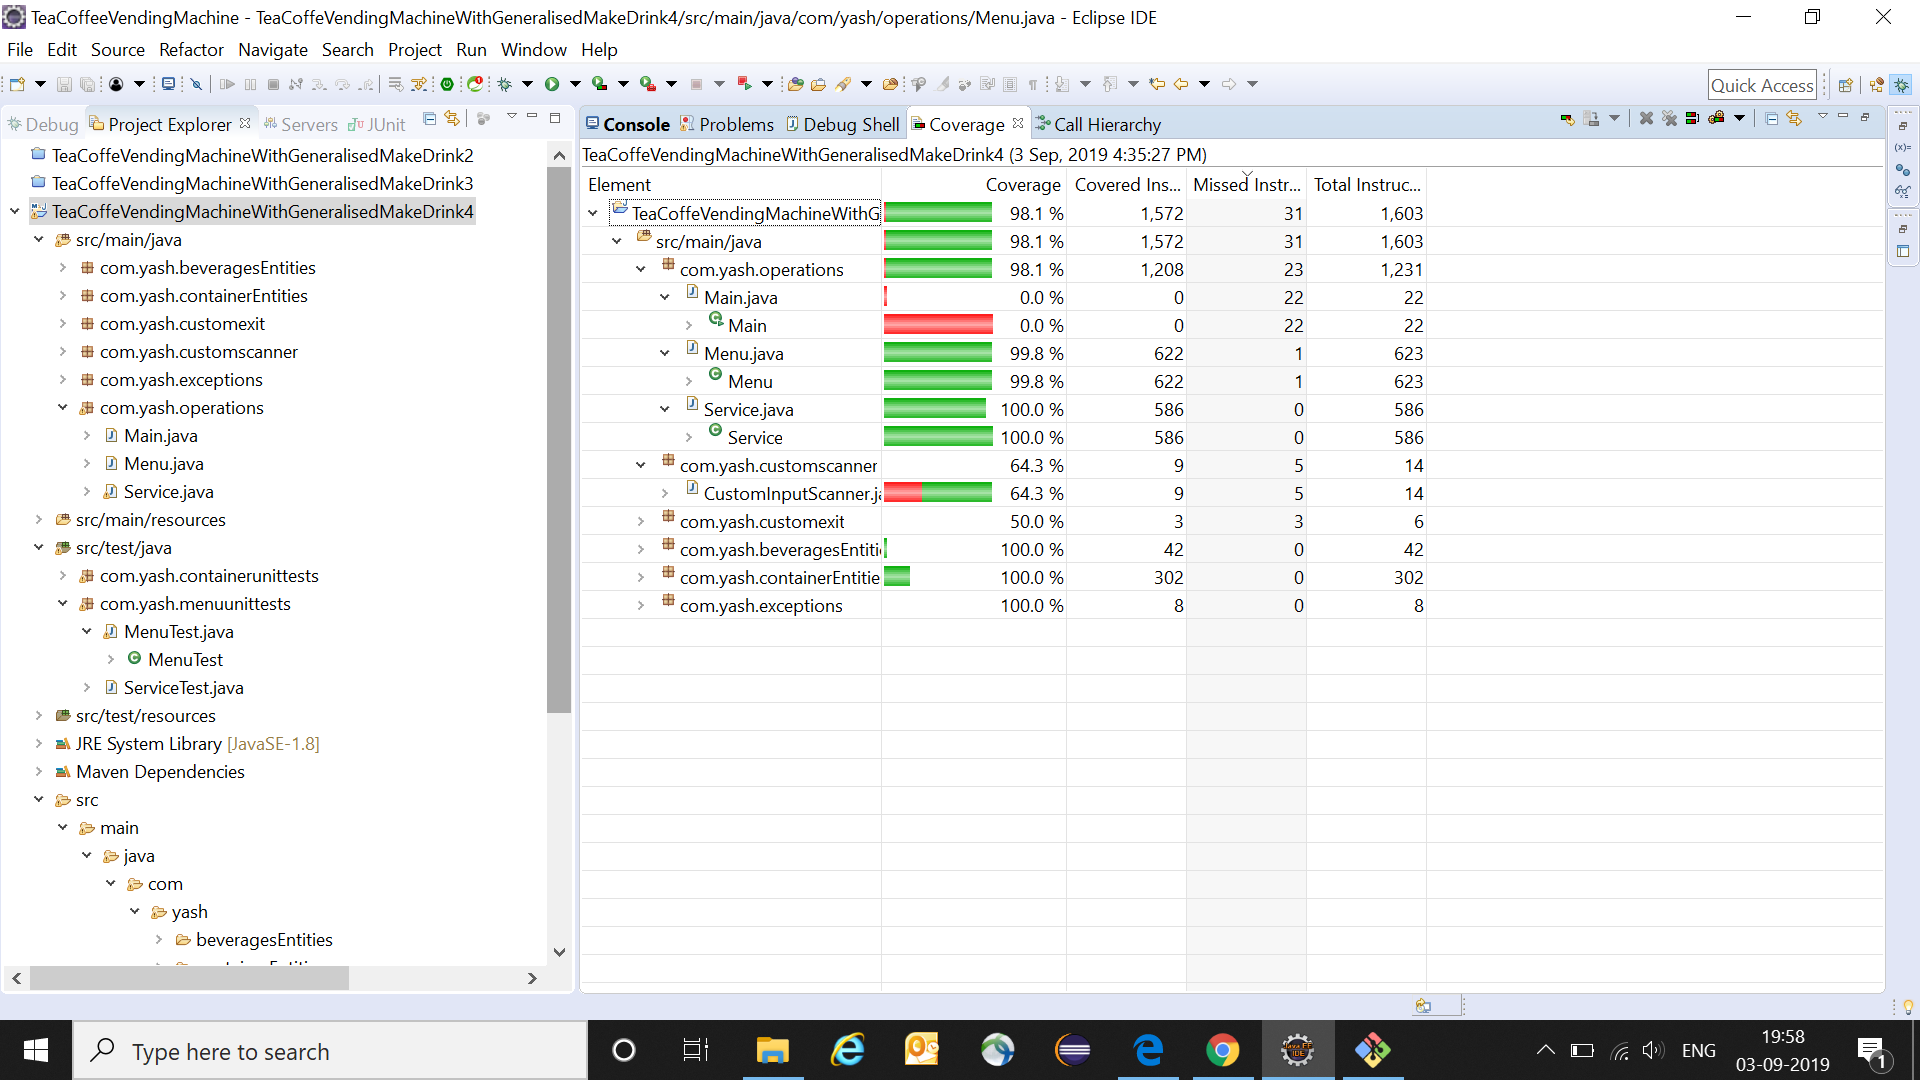 TeaCoffeeVendingMachine - TeaCoffeVendingMachineWithGeneralisedMakeDrink4/src/main/java/com/yash/operations/Menu.java - Eclipse IDE
File Edit Source Refactor Navigate Search Project Run Window Help
Quick Access
Debug Project Explorer Servers JUnit
TeaCoffeVendingMachineWithGeneralisedMakeDrink2
TeaCoffeVendingMachineWithGeneralisedMakeDrink3
TeaCoffeVendingMachineWithGeneralisedMakeDrink4
src/main/java
com.yash.beveragesEntities
com.yash.containerEntities
com.yash.customexit
com.yash.customscanner
com.yash.exceptions
com.yash.operations
Main.java
Menu.java
Service.java
src/main/resources
src/test/java
com.yash.containerunittests
com.yash.menuunittests
MenuTest.java
MenuTest
ServiceTest.java
src/test/resources
JRE System Library [JavaSE-1.8]
Maven Dependencies
src
main
java
com
yash
beveragesEntities
Console Problems Debug Shell Coverage Call Hierarchy
TeaCoffeVendingMachineWithGeneralisedMakeDrink4 (3 Sep, 2019 4:35:27 PM)
Element Coverage Covered Ins... Missed Instr... Total Instruc...
TeaCoffeVendingMachineWithG 98.1 % 1,572 31 1,603
src/main/java 98.1 % 1,572 31 1,603
com.yash.operations 98.1 % 1,208 23 1,231
Main.java 0.0 % 0 22 22
Main 0.0 % 0 22 22
Menu.java 99.8 % 622 1 623
Menu 99.8 % 622 1 623
Service.java 100.0 % 586 0 586
Service 100.0 % 586 0 586
com.yash.customscanner 64.3 % 9 5 14
CustomInputScanner.ja 64.3 % 9 5 14
com.yash.customexit 50.0 % 3 3 6
com.yash.beveragesEntiti 100.0 % 42 0 42
com.yash.containerEntitie 100.0 % 302 0 302
com.yash.exceptions 100.0 % 8 0 8
Type here to search
ENG
19:58
03-09-2019
1